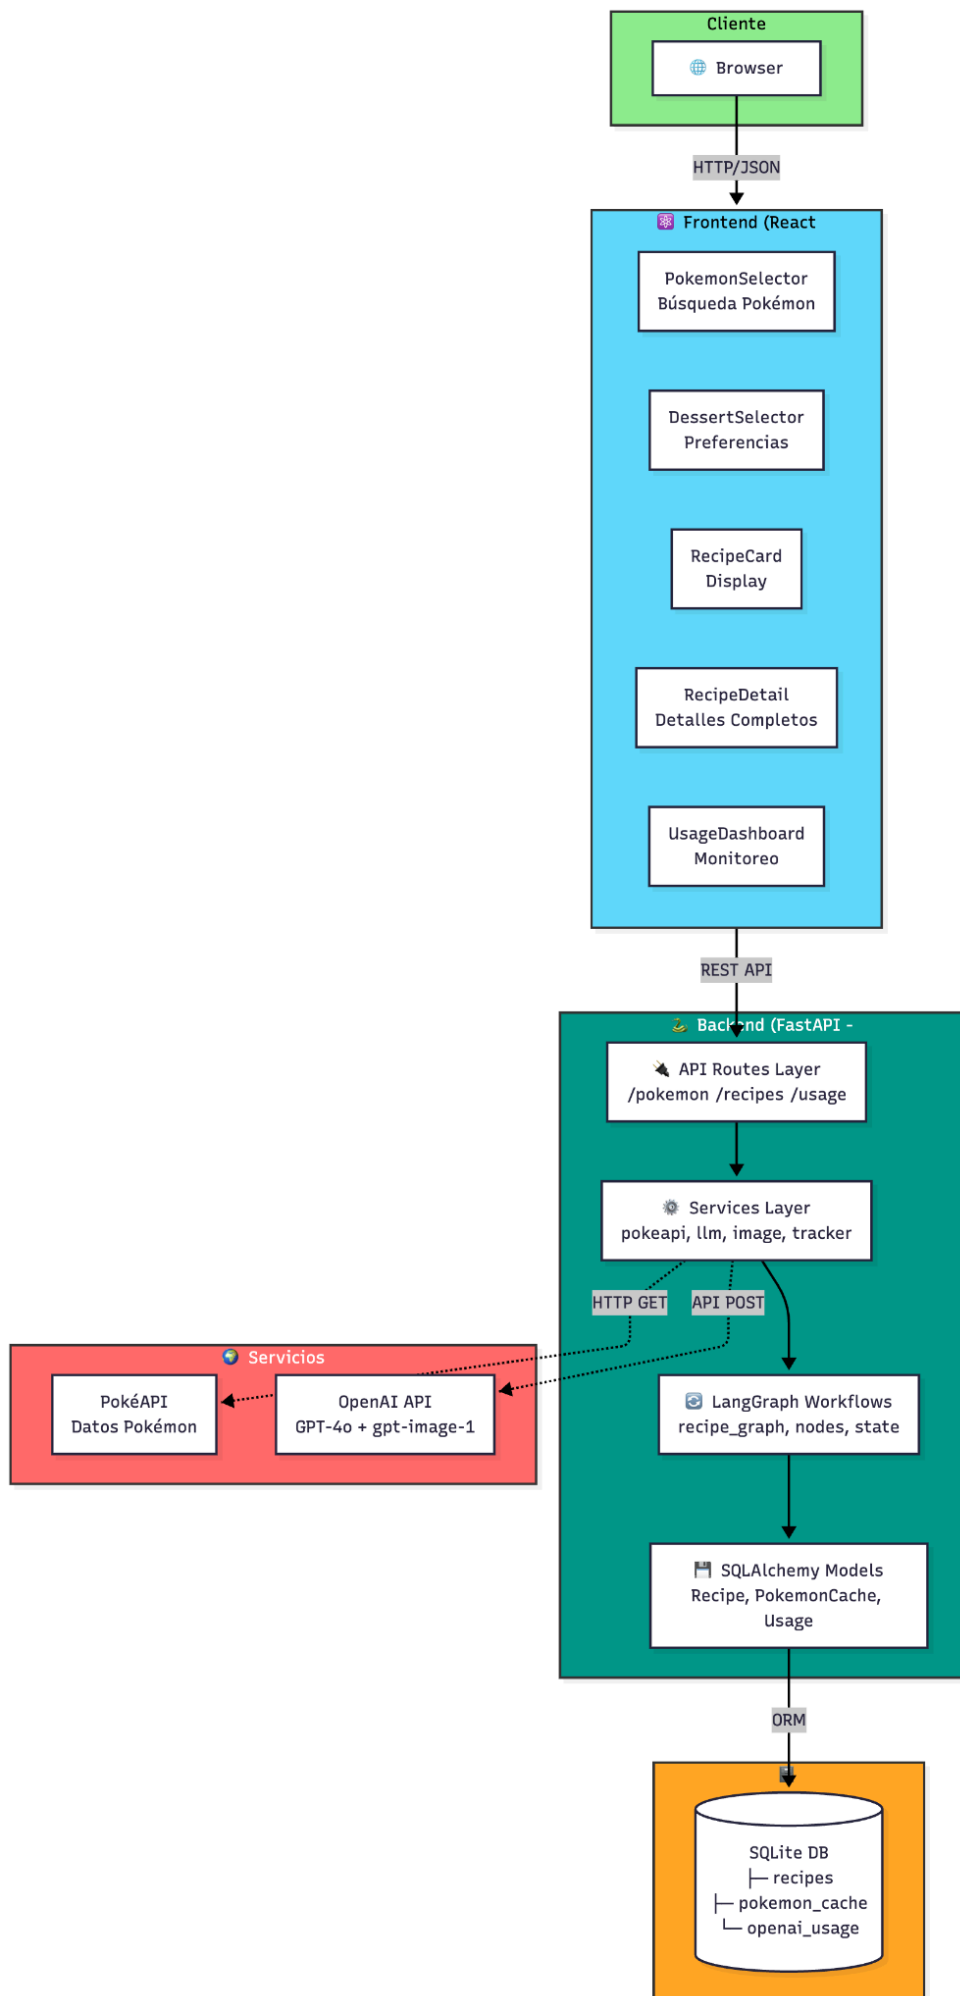 Cliente
🌐 Browser
HTTP/JSON
⚛️ Frontend (React
PokemonSelector
Búsqueda Pokémon
DessertSelector
Preferencias
RecipeCard
Display
RecipeDetail
Detalles Completos
UsageDashboard
Monitoreo
REST API
🐍 Backend (FastAPI -
🔌 API Routes Layer
/pokemon /recipes /usage
⚙️ Services Layer
pokeapi, llm, image, tracker
HTTP GET
API POST
🌍 Servicios
PokéAPI
Datos Pokémon
OpenAI API
GPT-4o + gpt-image-1
🔄 LangGraph Workflows
recipe_graph, nodes, state
💾 SQLAlchemy Models
Recipe, PokemonCache,
Usage
ORM
SQLite DB
├─ recipes
├─ pokemon_cache
└─ openai_usage